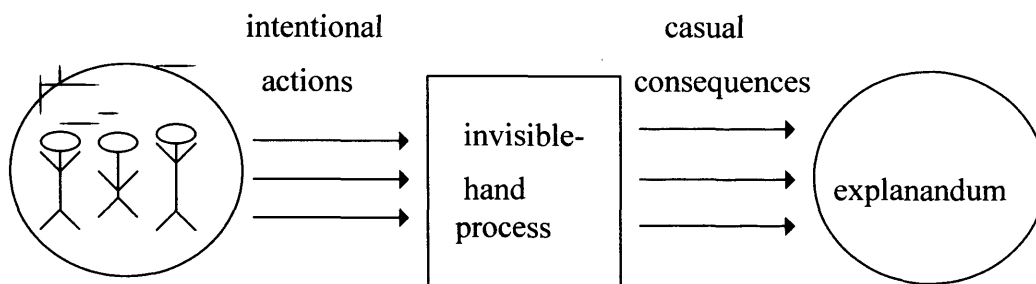 intentional
actions
invisible-
hand
process
casual
consequences
explanandum